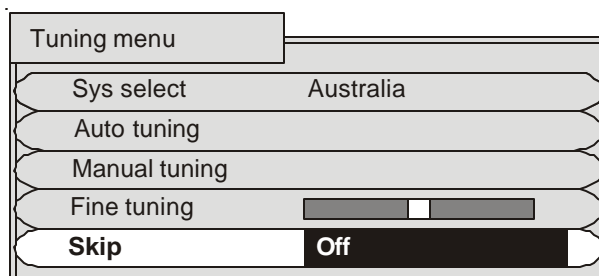 Tuning menu
Sys select Australia
Auto tuning
Manual tuning
Fine tuning
Skip Off